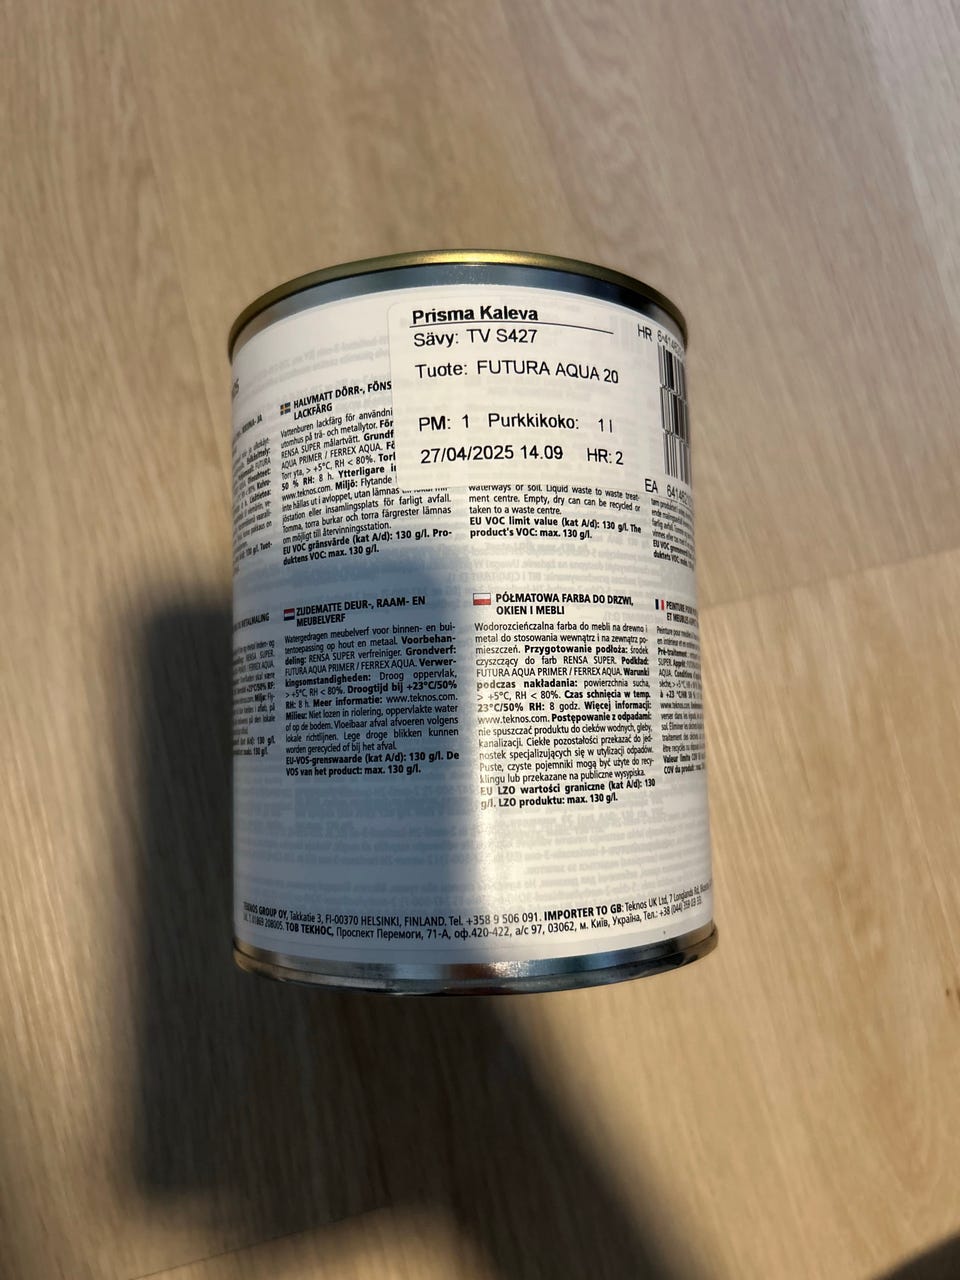 Prisma Kaleva
Sävy: TV S427
Tuote: FUTURA AQUA 20
PM: 1 Purkkikoko: 1 l
27/04/2025 14.09 HR: 2
HR
EA
HALVMATT DÖRR-, FÖNS
LACKFÄRG
Vattenburen lackfärg för användni
utomhus på trä- och metallytor. För
RENSA SUPER målartvätt. Grundf
AQUA PRIMER / FERREX AQUA. Fö
Torr yta, > +5°C, RH < 80%. Torl
50 % RH: 8 h. Ytterligare i
www.teknos.com. Miljö: Flytande
inte hällas ut i avloppet, utan lämnas
jöstation eller insamlingsplats för farligt avfall.
Tomma, torra burkar och torra färgrester lämnas
om möjligt till återvinningsstation.
EU VOC gränsvärde (kat A/d): 130 g/l. Pro-
duktens VOC: max. 130 g/l.
waterways or soil. Liquid waste to waste treat-
ment centre. Empty, dry can can be recycled or
taken to a waste centre.
EU VOC limit value (kat A/d): 130 g/l. The
product's VOC: max. 130 g/l.
ZIJDEMATTE DEUR-, RAAM- EN
MEUBELVERF
Watergedragen meubelverf voor binnen- en bui-
tentoepassing op hout en metaal. Voorbehan-
deling: RENSA SUPER verfreiniger. Grondverf:
FUTURA AQUA PRIMER / FERREX AQUA. Verwer-
kingsomstandigheden: Droog oppervlak,
> +5°C, RH < 80%. Droogtijd bij +23°C/50%
RH: 8 h. Meer informatie: www.teknos.com.
Milieu: Niet lozen in riolering, oppervlakte water
of op de bodem. Vloeibaar afval afvoeren volgens
lokale richtlijnen. Lege droge blikken kunnen
worden gerecycled of bij het afval.
EU-VOS-grenswaarde (kat A/d): 130 g/l. De
VOS van het product: max. 130 g/l.
PÓŁMATOWA FARBA DO DRZWI,
OKIEN I MEBLI
Wodorozcieńczalna farba do mebli na drewno i
metal do stosowania wewnątrz i na zewnątrz po-
mieszczeń. Przygotowanie podłoża: środek
czyszczący do farb RENSA SUPER. Podkład:
FUTURA AQUA PRIMER / FERREX AQUA. Warunki
podczas nakładania: powierzchnia sucha,
> +5°C, RH < 80%. Czas schnięcia w temp.
23°C/50% RH: 8 godz. Więcej informacji:
www.teknos.com. Postępowanie z odpadami:
nie spuszczać produktu do cieków wodnych, gleby,
kanalizacji. Ciekłe pozostałości przekazać do jed-
nostek specjalizujących się w utylizacji odpadów.
Puste, czyste pojemniki mogą być użyte do recy-
klingu lub przekazane na publiczne wysypiska.
EU LZO wartości graniczne (kat A/d): 130
g/l. LZO produktu: max. 130 g/l.
PEINTURE POUR
ET MEUBLES
TEKNOS GROUP OY, Takkatie 3, FI-00370 HELSINKI, FINLAND, Tel. +358 9 506 091. IMPORTER TO GB: Teknos UK Ltd, 7 Longlands Rd,
ТОВ ТЕКНОС, Проспект Перемоги, 71-А, оф.420-422, а/с 97, 03062, м. Київ, Україна, Тел.: +38 (044)